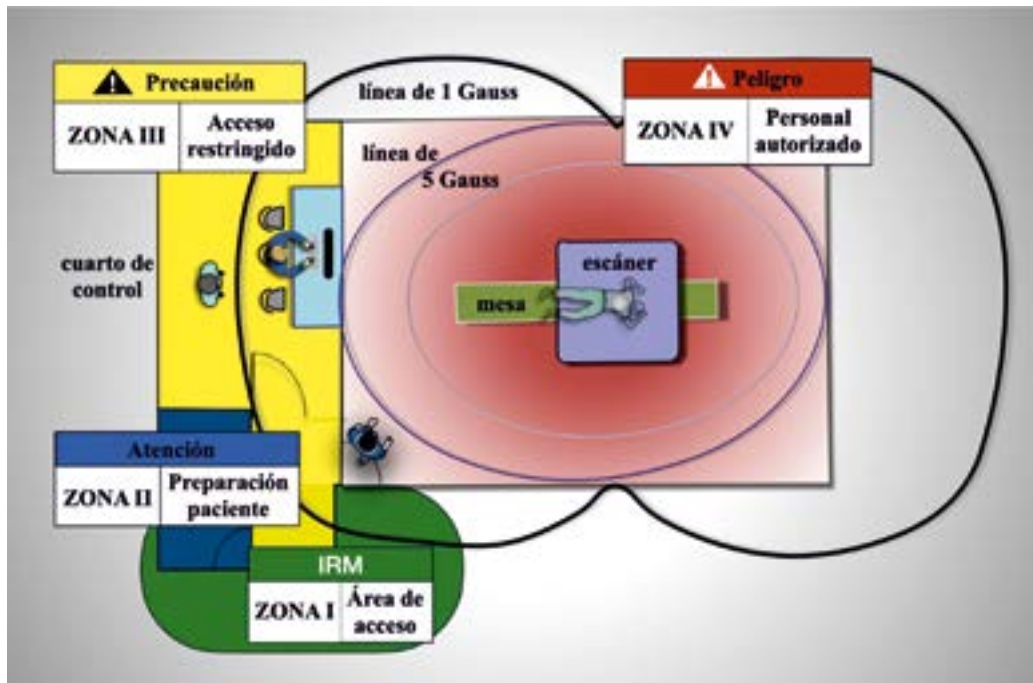 Precaución
ZONA III
Acceso
restringido
línea de 1 Gauss
Peligro
ZONA IV
Personal
autorizado
línea de
5 Gauss
cuarto de
control
escáner
mesa
Atención
ZONA II
Preparación
paciente
IRM
ZONA I
Área de
acceso